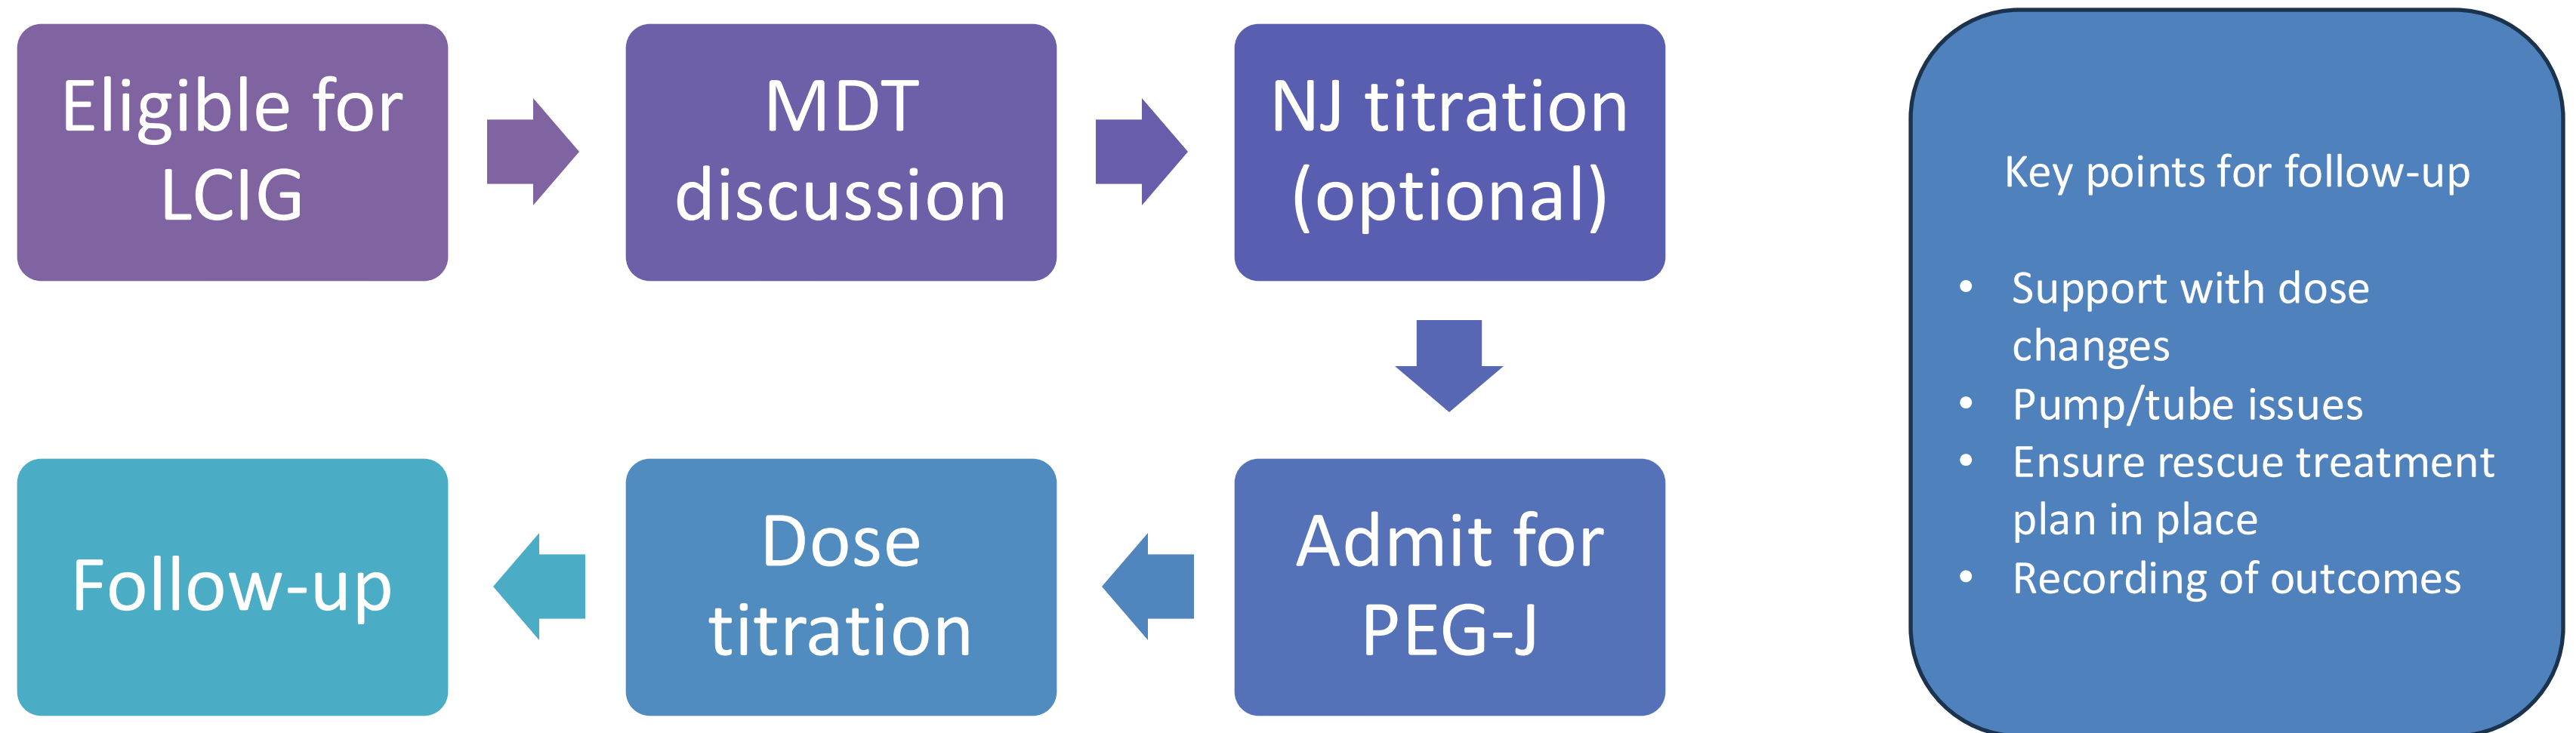 Eligible for
LCIG
MDT
discussion
NJ titration
(optional)
Admit for
PEG-J
Dose
titration
Follow-up
Key points for follow-up
• Support with dose
changes
• Pump/tube issues
• Ensure rescue treatment
plan in place
• Recording of outcomes